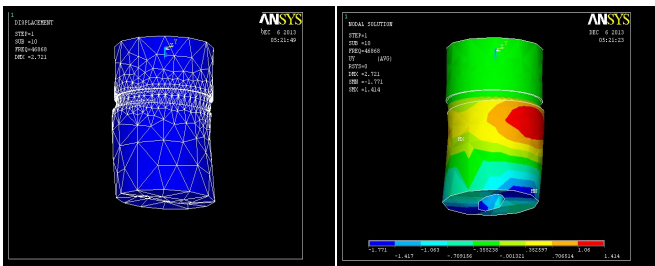 1
DISPLACEMENT
STEP=1
SUB =10
FREQ=46868
DMX =2.721
ANSYS
DEC 6 2013
05:21:49
Y
1
NODAL SOLUTION
STEP=1
SUB =10
FREQ=46868
UY (AVG)
RSYS=0
DMX =2.721
SMN =-1.771
SMX =1.414
ANSYS
DEC 6 2013
05:21:23
MX
MN
-1.771 -1.063 -.355238 .352597 1.06
-1.417 -.709156 -.001321 .706514 1.414